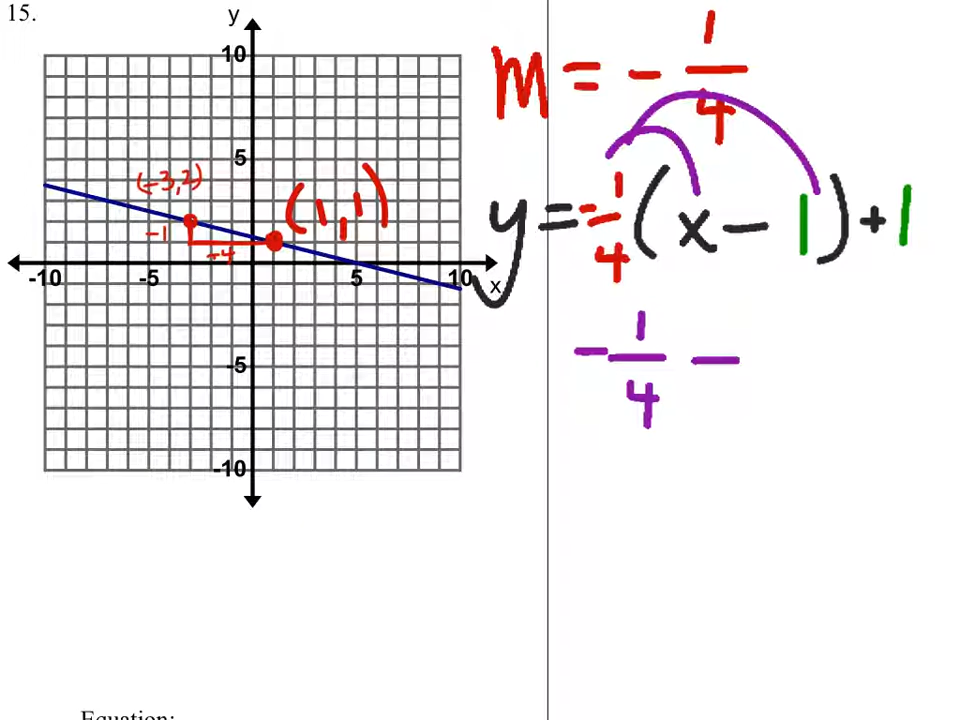 15.
y
10
m = - 1/4
5
(-3,2)
(1,1)
-1
-4
y = -1/4(x - 1) + 1
-10
-5
5
10
x
- 1/4 -
-5
-10
Equation: